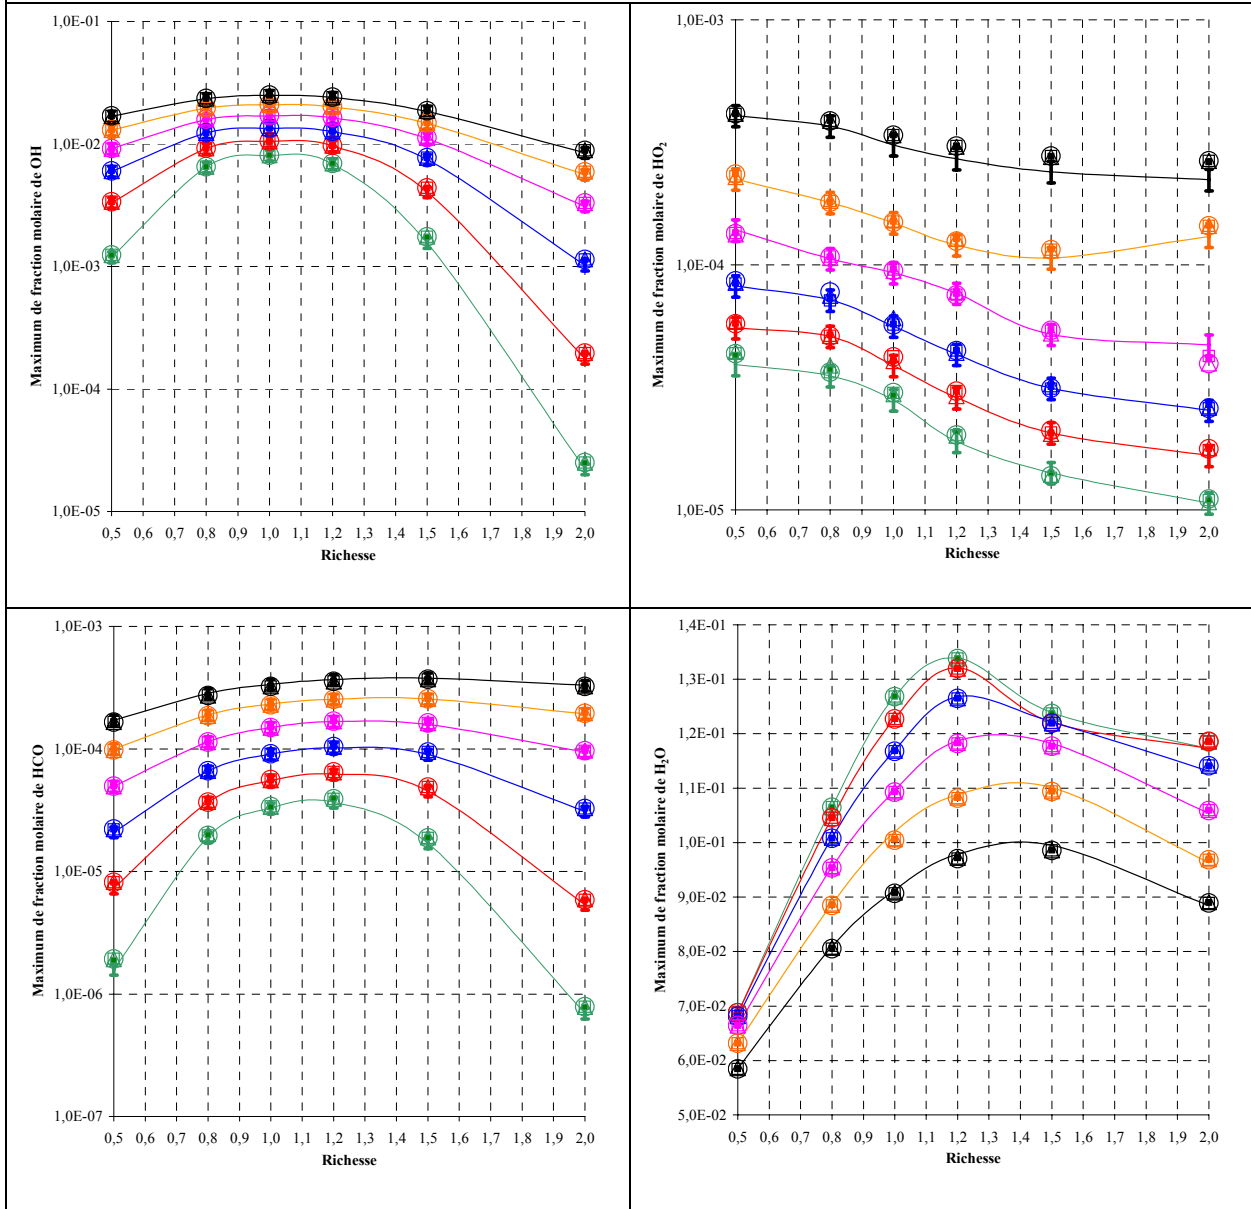 Maximum de fraction molaire de OH
1,0E-01
1,0E-02
1,0E-03
1,0E-04
1,0E-05
0,5 0,6 0,7 0,8 0,9 1,0 1,1 1,2 1,3 1,4 1,5 1,6 1,7 1,8 1,9 2,0
Richesse
Maximum de fraction molaire de HO₂
1,0E-03
1,0E-04
1,0E-05
0,5 0,6 0,7 0,8 0,9 1,0 1,1 1,2 1,3 1,4 1,5 1,6 1,7 1,8 1,9 2,0
Richesse
Maximum de fraction molaire de HCO
1,0E-03
1,0E-04
1,0E-05
1,0E-06
1,0E-07
0,5 0,6 0,7 0,8 0,9 1,0 1,1 1,2 1,3 1,4 1,5 1,6 1,7 1,8 1,9 2,0
Richesse
Maximum de fraction molaire de H₂O
1,4E-01
1,3E-01
1,2E-01
1,1E-01
1,0E-01
9,0E-02
8,0E-02
7,0E-02
6,0E-02
5,0E-02
0,5 0,6 0,7 0,8 0,9 1,0 1,1 1,2 1,3 1,4 1,5 1,6 1,7 1,8 1,9 2,0
Richesse